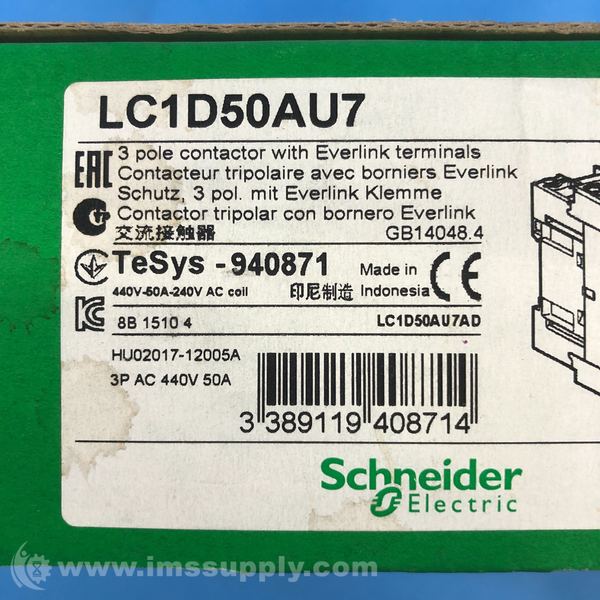 LC1D50AU7
3 pole contactor with Everlink terminals
Contacteur tripolaire avec borniers Everlink
Schutz, 3 pol. mit Everlink Klemme
Contactor tripolar con bornero Everlink
交流接触器 GB14048.4
TeSys - 940871
440V-50A-240V AC coil
印尼制造
Made in
Indonesia
CE
EAC
8B 1510 4
LC1D50AU7AD
HU02017-12005A
3P AC 440V 50A
3 389119 408714
Schneider
Electric
www.imssupply.com